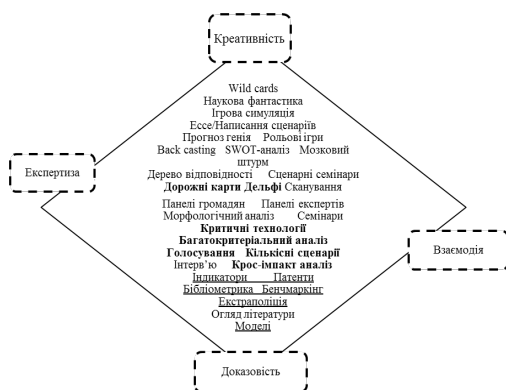 Креативність
Wild cards
Наукова фантастика
Ігрова симуляція
Ессе/Написання сценаріїв
Прогноз генія Рольові ігри
Back casting SWOT-аналіз Мозковий
штурм
Експертиза
Дерево відповідності Сценарні семінари
Дорожні карти Дельфі Сканування
Панелі громадян Панелі експертів
Морфологічний аналіз Семінари
Критичні технології
Багатокритеріальний аналіз
Взаємодія
Голосування Кількісні сценарії
Інтерв’ю Крос-імпакт аналіз
Індикатори Патенти
Бібліометрика Бенчмаркінг
Екстраполіція
Огляд літератури
Моделі
Доказовість